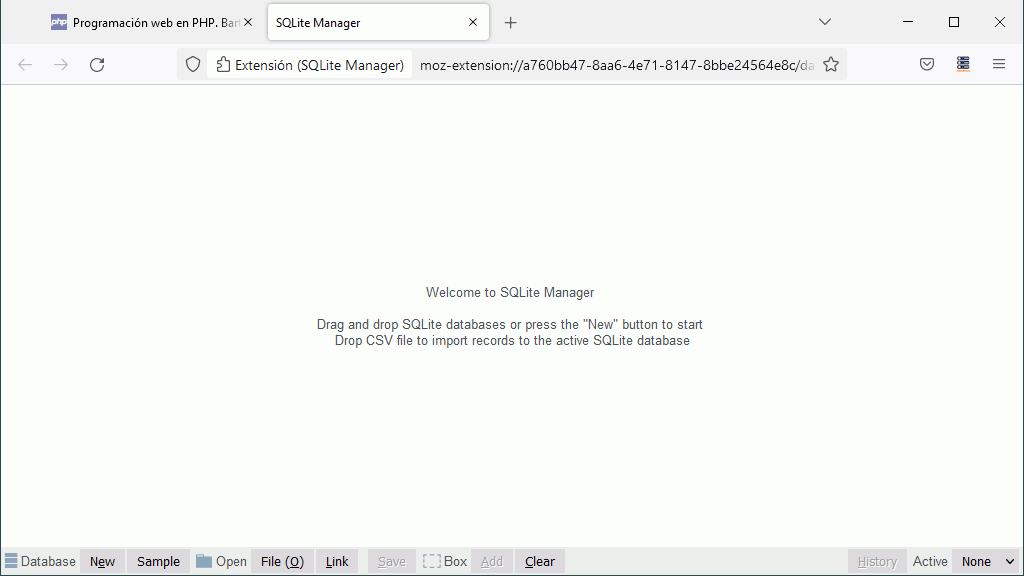 php Programación web en PHP. Bart
SQLite Manager
Extensión (SQLite Manager) moz-extension://a760bb47-8aa6-4e71-8147-8bbe24564e8c/da
Welcome to SQLite Manager
Drag and drop SQLite databases or press the "New" button to start
Drop CSV file to import records to the active SQLite database
Database New Sample Open File (O) Link Save Box Add Clear History Active None